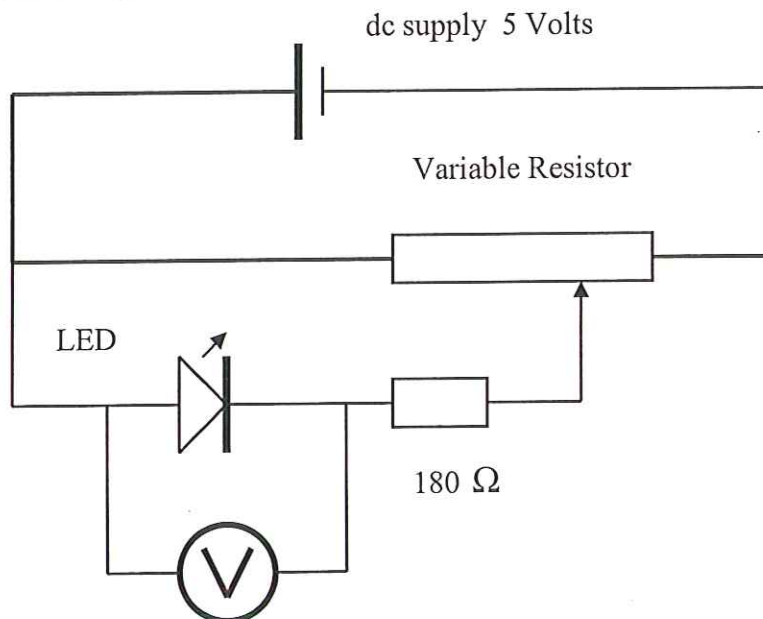 dc supply 5 Volts
Variable Resistor
LED
180 Ω
V